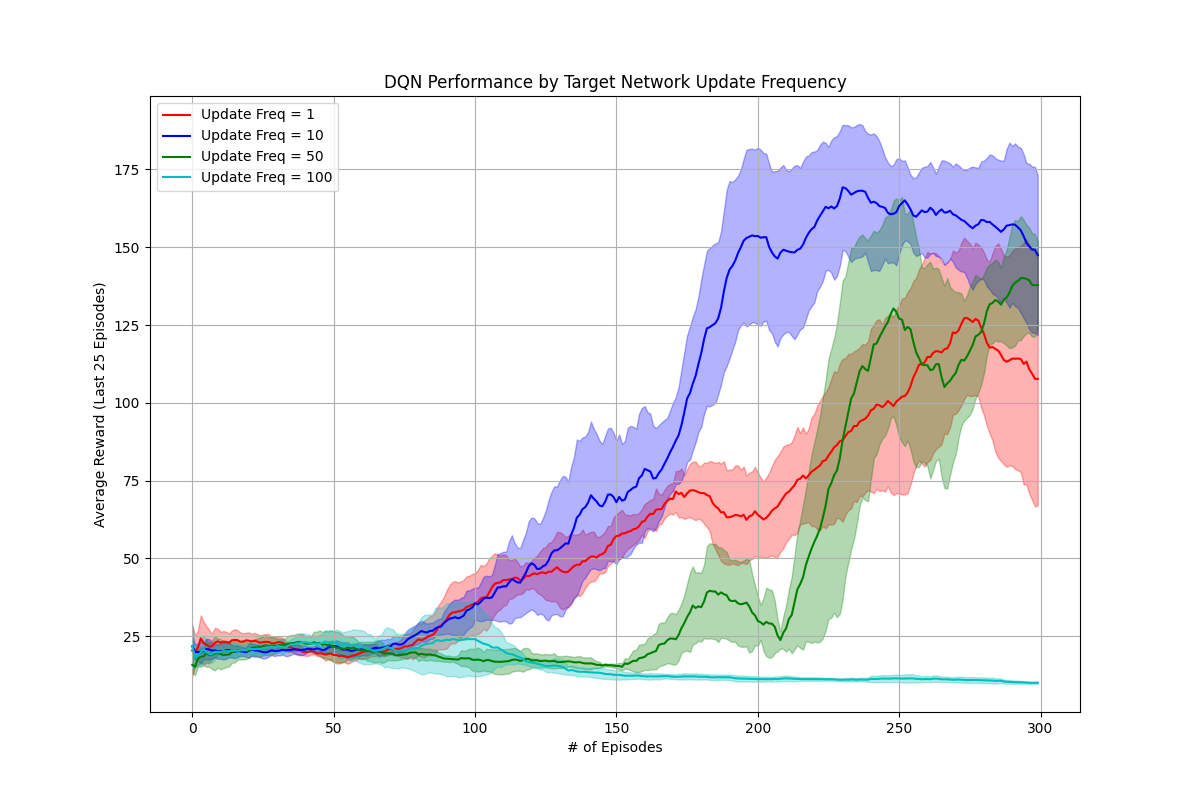 DQN Performance by Target Network Update Frequency
Update Freq = 1
Update Freq = 10
Update Freq = 50
Update Freq = 100
175
150
125
100
75
50
25
Average Reward (Last 25 Episodes)
0 50 100 150 200 250 300
# of Episodes